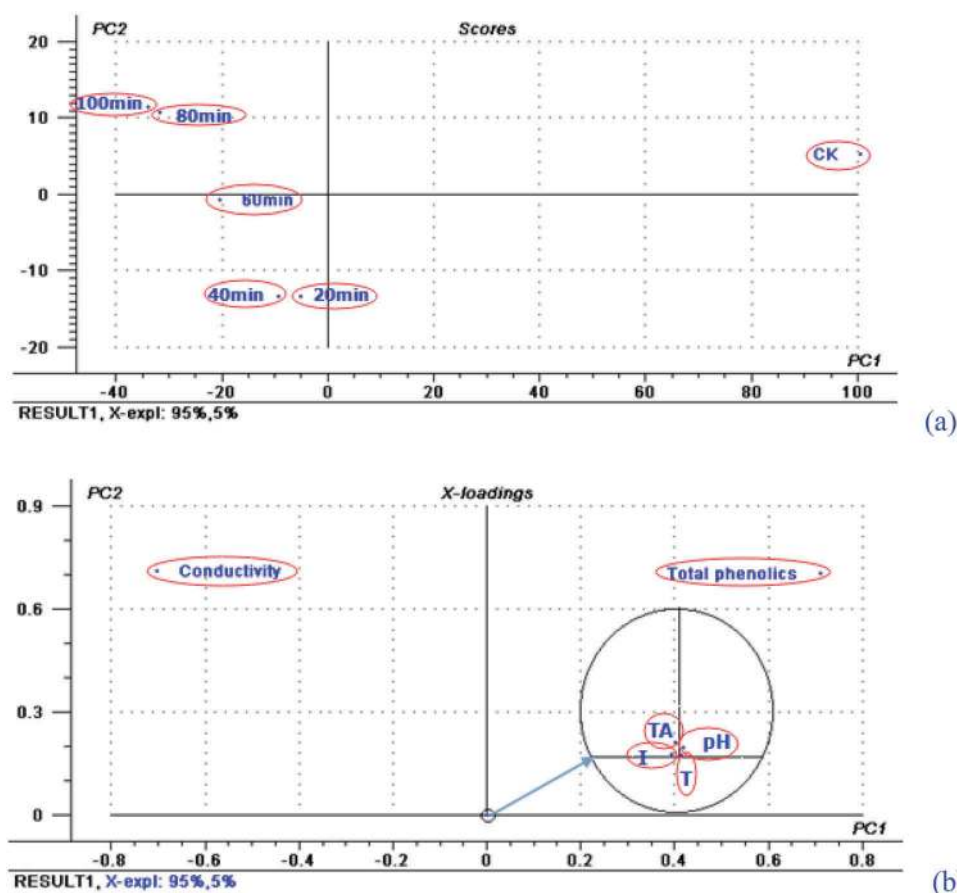 PC2 Scores
20
100min 80min
10
CK
0
60min
-10
40min 20min
-20
PC1
-40 -20 0 20 40 60 80 100
RESULT1, X-expl: 95%,5%
(a)
PC2 X-loadings
0.9
Conductivity Total phenolics
0.6
0.3
TA pH
I
T
0
PC1
-0.8 -0.6 -0.4 -0.2 0 0.2 0.4 0.6 0.8
RESULT1, X-expl: 95%,5%
(b